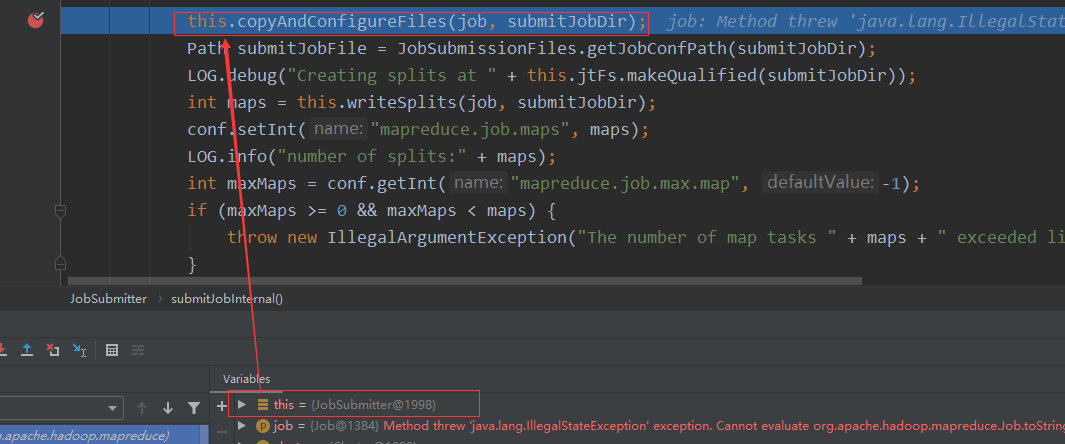 this.copyAndConfigureFiles(job, submitJobDir); job: Method threw 'java.lang.IllegalStat
Path submitJobFile = JobSubmissionFiles.getJobConfPath(submitJobDir);
LOG.debug("Creating splits at " + this.jtFs.makeQualified(submitJobDir));
int maps = this.writeSplits(job, submitJobDir);
conf.setInt( name: "mapreduce.job.maps", maps);
LOG.info("number of splits:" + maps);
int maxMaps = conf.getInt( name: "mapreduce.job.max.map", defaultValue: -1);
if (maxMaps >= 0 && maxMaps < maps) {
throw new IllegalArgumentException("The number of map tasks " + maps + " exceeded li
}
JobSubmitter › submitJobInternal()
Variables
this = {JobSubmitter@1998}
p job = {Job@1384} Method threw 'java.lang.IllegalStateException' exception. Cannot evaluate org.apache.hadoop.mapreduce.Job.toString
g.apache.hadoop.mapreduce)